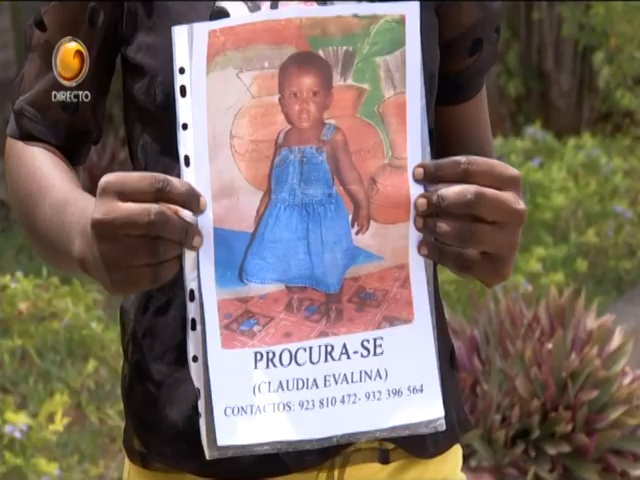 DIRECTO
PROCURA-SE
(CLAUDIA EVALINA)
CONTACTOS: 923 810 472- 932 396 564